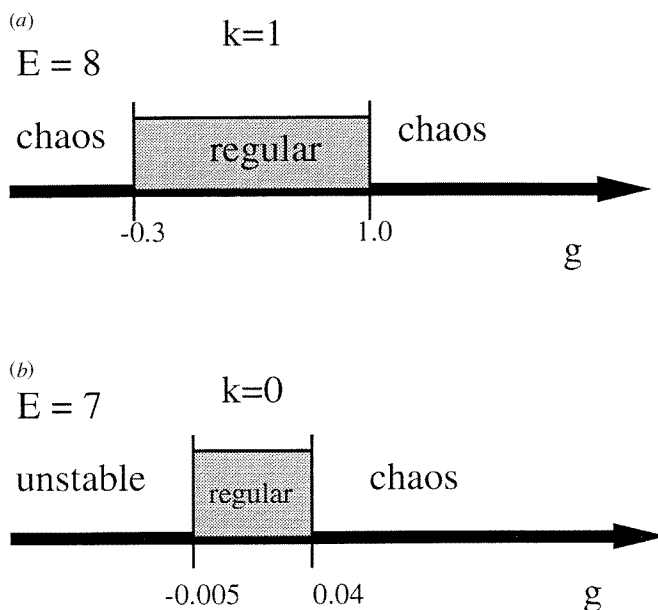 (a)
k=1
E = 8
chaos
regular
chaos
-0.3
1.0
g
(b)
k=0
E = 7
unstable
regular
chaos
-0.005
0.04
g